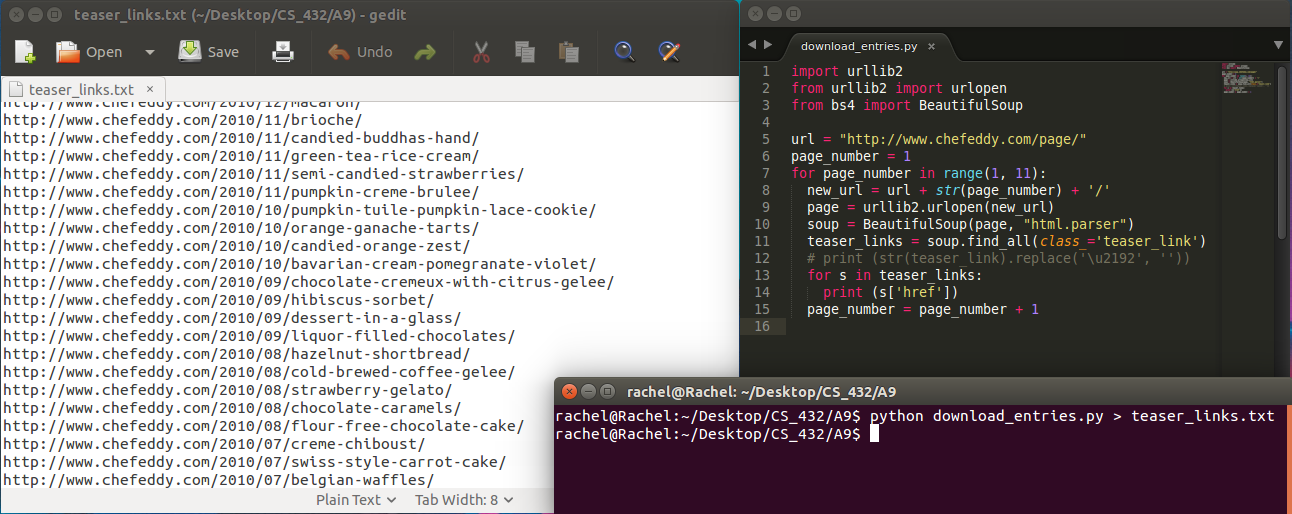 teaser_links.txt (~/Desktop/CS_432/A9) - gedit
Open
Save
Undo
teaser_links.txt ×
http://www.chefeddy.com/2010/12/macaron/
http://www.chefeddy.com/2010/11/brioche/
http://www.chefeddy.com/2010/11/candied-buddhas-hand/
http://www.chefeddy.com/2010/11/green-tea-rice-cream/
http://www.chefeddy.com/2010/11/semi-candied-strawberries/
http://www.chefeddy.com/2010/11/pumpkin-creme-brulee/
http://www.chefeddy.com/2010/10/pumpkin-tuile-pumpkin-lace-cookie/
http://www.chefeddy.com/2010/10/orange-ganache-tarts/
http://www.chefeddy.com/2010/10/candied-orange-zest/
http://www.chefeddy.com/2010/10/bavarian-cream-pomegranate-violet/
http://www.chefeddy.com/2010/09/chocolate-cremeux-with-citrus-gelee/
http://www.chefeddy.com/2010/09/hibiscus-sorbet/
http://www.chefeddy.com/2010/09/dessert-in-a-glass/
http://www.chefeddy.com/2010/09/liquor-filled-chocolates/
http://www.chefeddy.com/2010/08/hazelnut-shortbread/
http://www.chefeddy.com/2010/08/cold-brewed-coffee-gelee/
http://www.chefeddy.com/2010/08/strawberry-gelato/
http://www.chefeddy.com/2010/08/chocolate-caramels/
http://www.chefeddy.com/2010/08/flour-free-chocolate-cake/
http://www.chefeddy.com/2010/07/creme-chiboust/
http://www.chefeddy.com/2010/07/swiss-style-carrot-cake/
http://www.chefeddy.com/2010/07/belgian-waffles/
Plain Text Tab Width: 8
download_entries.py ×
1 import urllib2
2 from urllib2 import urlopen
3 from bs4 import BeautifulSoup
4
5 url = "http://www.chefeddy.com/page/"
6 page_number = 1
7 for page_number in range(1, 11):
8 new_url = url + str(page_number) + '/'
9 page = urllib2.urlopen(new_url)
10 soup = BeautifulSoup(page, "html.parser")
11 teaser_links = soup.find_all(class_='teaser_link')
12 # print (str(teaser_link).replace('\u2192', ''))
13 for s in teaser_links:
14 print (s['href'])
15 page_number = page_number + 1
16
rachel@Rachel: ~/Desktop/CS_432/A9
rachel@Rachel:~/Desktop/CS_432/A9$ python download_entries.py > teaser_links.txt
rachel@Rachel:~/Desktop/CS_432/A9$